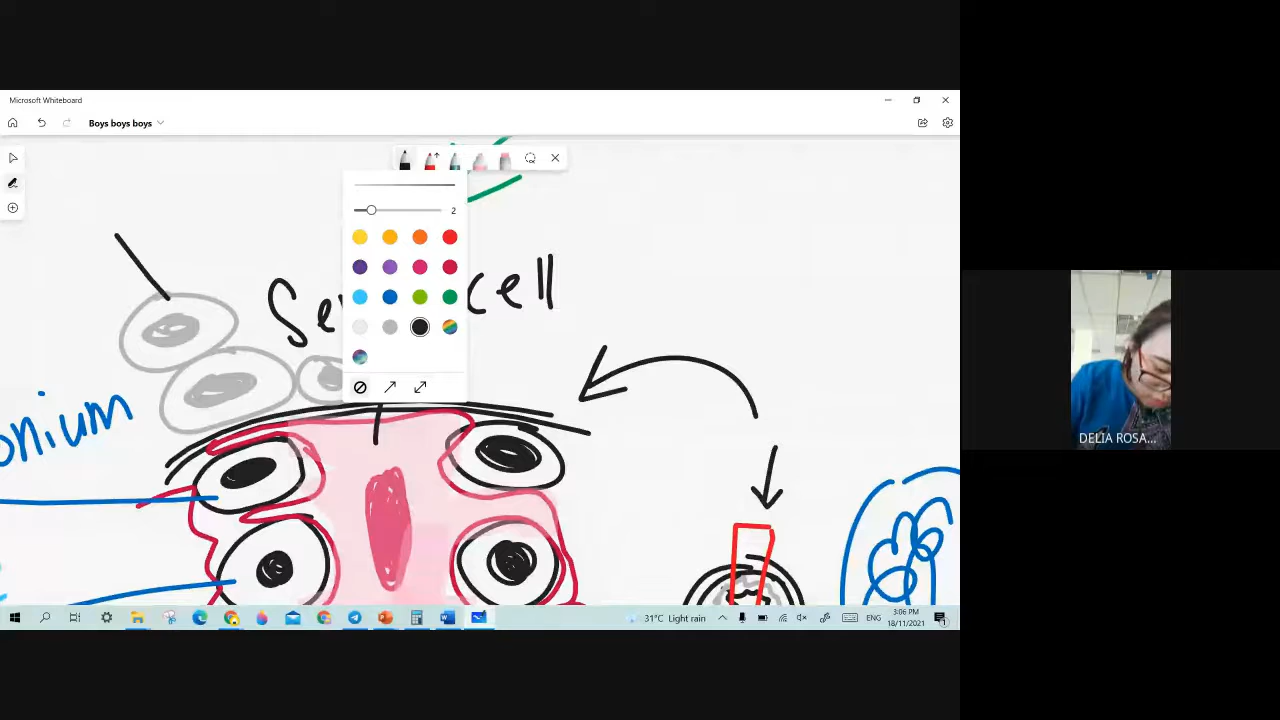 Microsoft Whiteboard
Boys boys boys
2
cell
onium
DELIA ROSA...
31°C Light rain
ENG
3:06 PM
18/11/2021